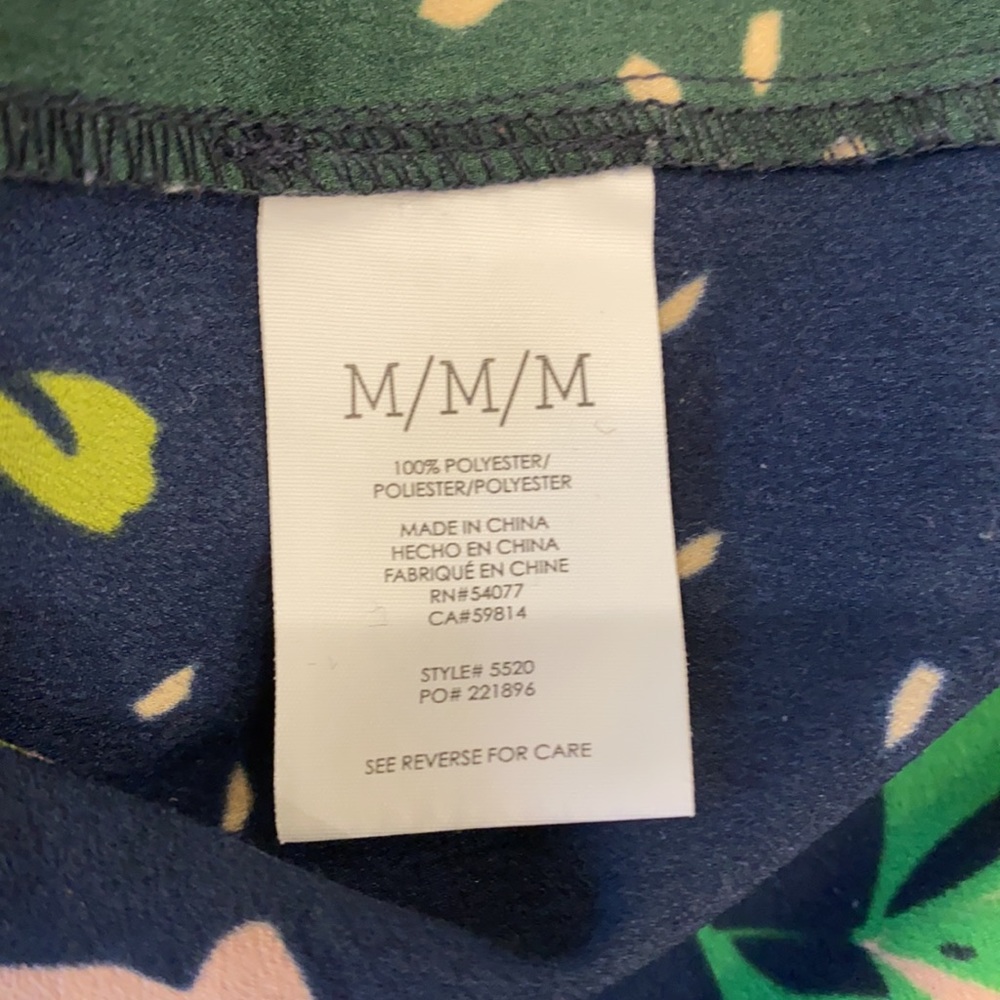 M/M/M
100% POLYESTER/
POLIESTER/POLYESTER
MADE IN CHINA
HECHO EN CHINA
FABRIQUÉ EN CHINE
RN#54077
CA#59814
STYLE# 5520
PO# 221896
SEE REVERSE FOR CARE